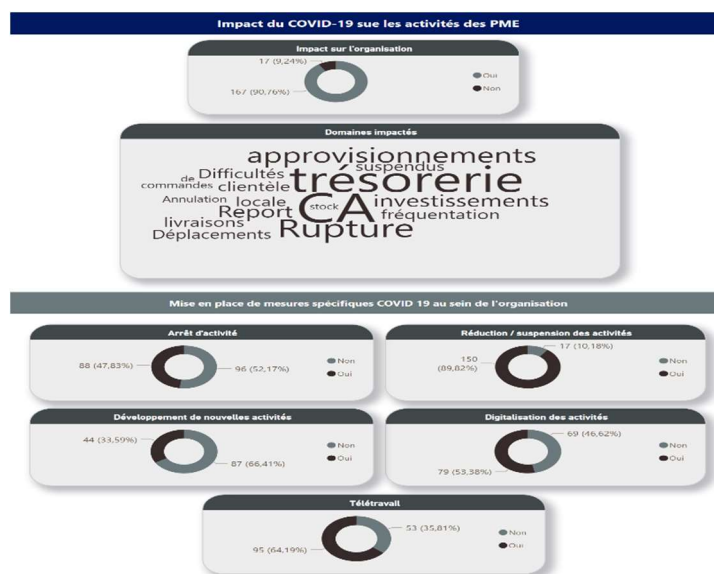 Impact du COVID-19 sue les activités des PME
Impact sur l'organisation
17 (9,24%)
167 (90,76%)
Oui
Non
Domaines impactés
approvisionnements
suspendus
de Difficultés trésorerie
commandes clientèle
Annulation locale stock CA investissements
Report fréquentation
livraisons Rupture
Déplacements
Mise en place de mesures spécifiques COVID 19 au sein de l'organisation
Arrêt d'activité
88 (47,83%) 96 (52,17%)
Non
Oui
Réduction / suspension des activités
17 (10,18%)
150
(89,82%)
Non
Oui
Développement de nouvelles activités
44 (33,59%)
87 (66,41%)
Non
Oui
Digitalisation des activités
69 (46,62%)
79 (53,38%)
Non
Oui
Télétravail
53 (35,81%)
95 (64,19%)
Non
Oui